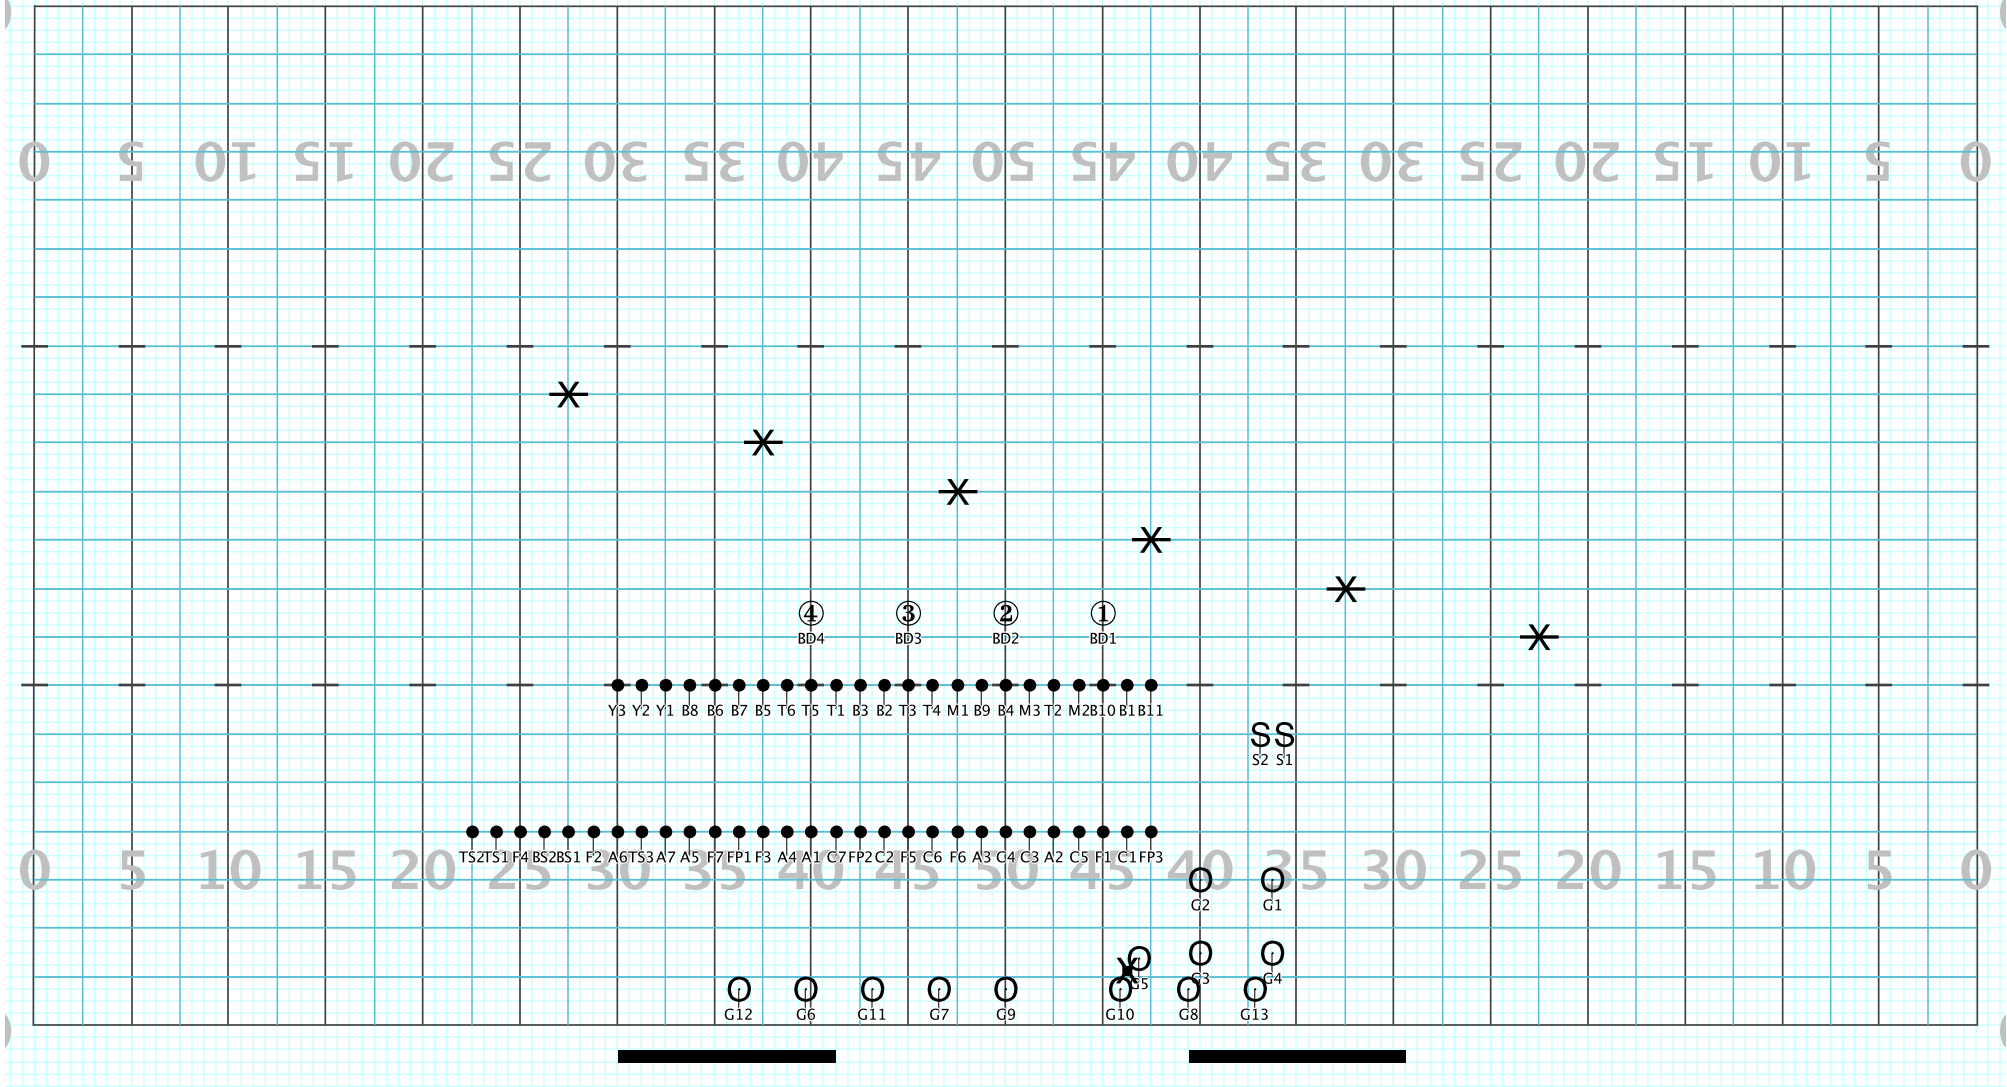 0 5 10 15 20 25 30 35 40 45 50 45 40 35 30 25 20 15 10 5 0
4 3 2 1
BD4 BD3 BD2 BD1
Y3 Y2 Y1 B8 B6 B7 B5 T6 T5 T1 B3 B2 T3 T4 M1 B9 B4 M3 T2 M2 B10 B1 B11
S S
S2 S1
TS2 TS1 F4 BS2 BS1 F2 A6 TS3 A7 A5 F7 FP1 F3 A4 A1 C7 FP2 C2 F5 C6 F6 A3 C4 C3 A2 C5 F1 C1 FP3
0 5 10 15 20 25 30 35 40 45 50 45 40 35 30 25 20 15 10 5 0
O O
G2 G1
X O O O
G5 G3 G4
O O O O O O O O
G12 G6 G11 G7 G9 G10 G8 G13